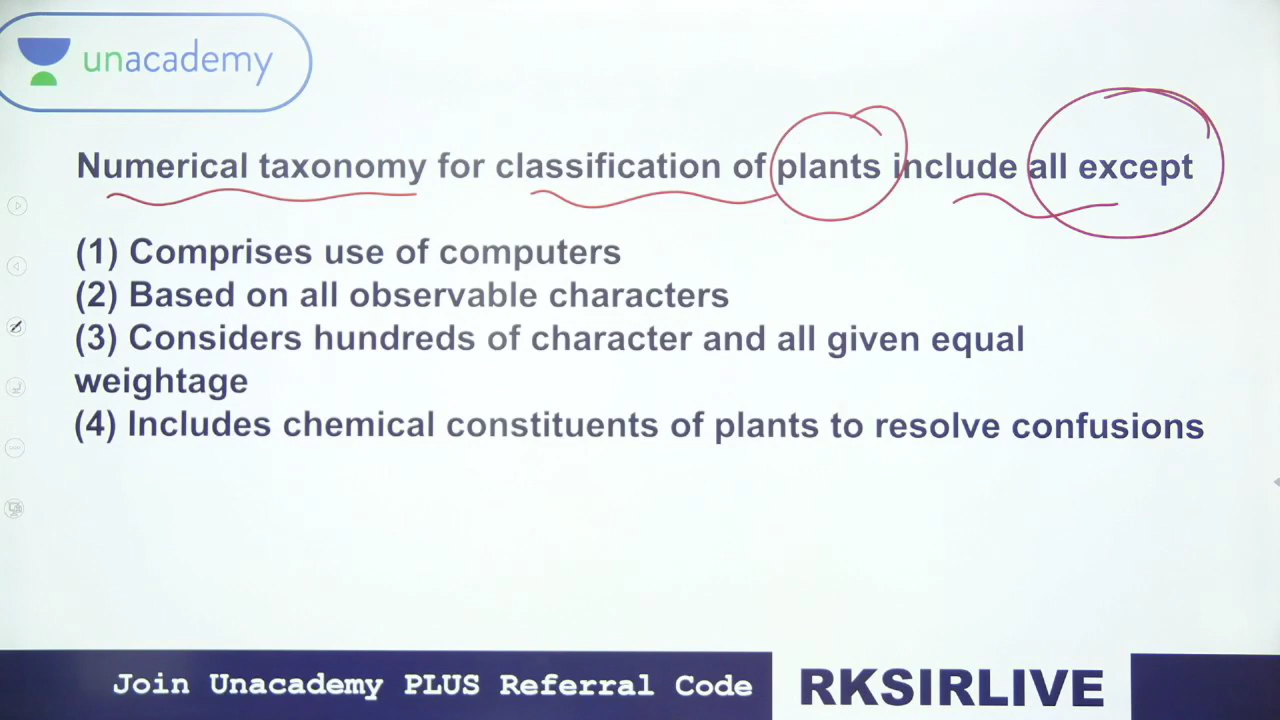 unacademy
Numerical taxonomy for classification of plants include all except
(1) Comprises use of computers
(2) Based on all observable characters
(3) Considers hundreds of character and all given equal
weightage
(4) Includes chemical constituents of plants to resolve confusions
Join Unacademy PLUS Referral Code
RKSIRLIVE